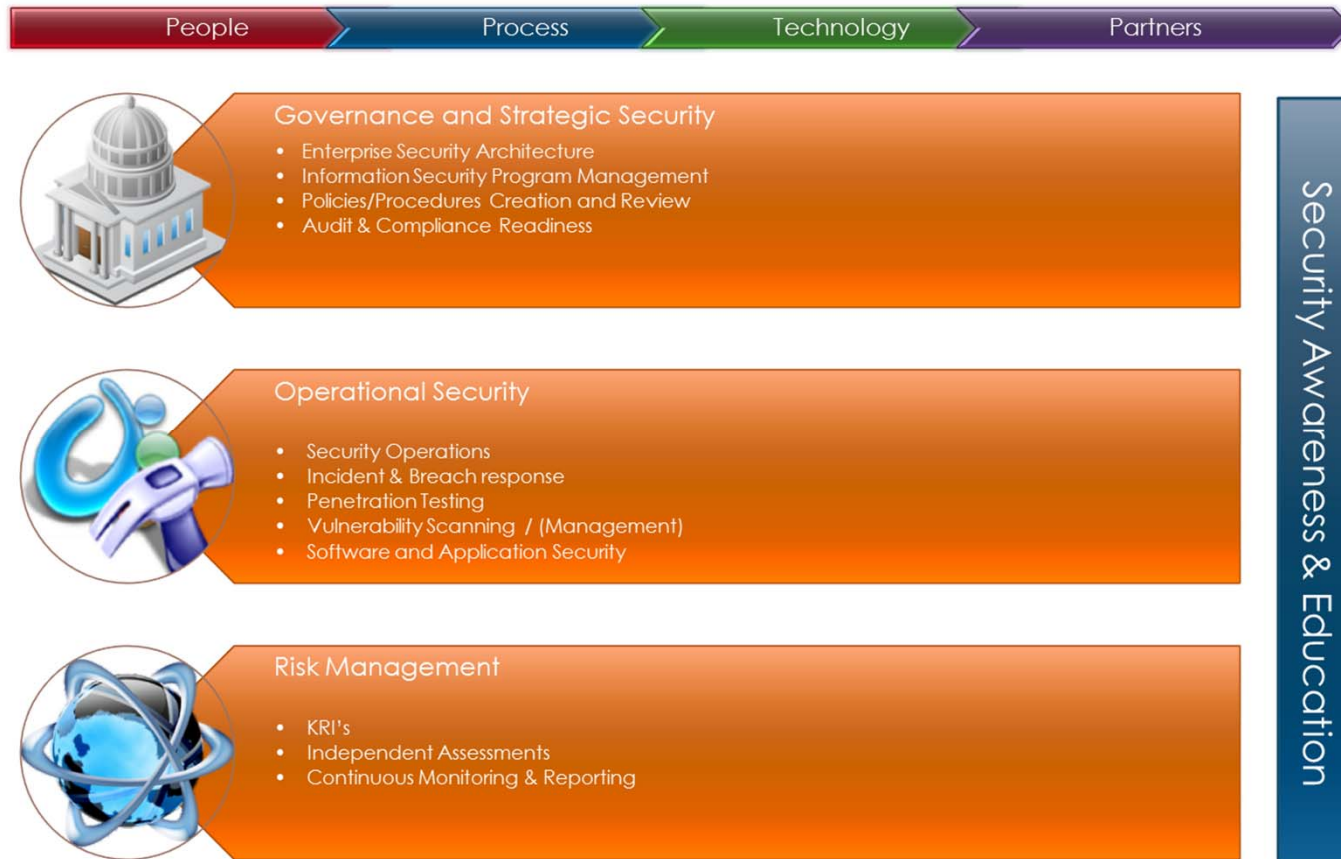 People
Process
Technology
Partners
Governance and Strategic Security
• Enterprise Security Architecture
• Information Security Program Management
• Policies/Procedures Creation and Review
• Audit & Compliance Readiness
Operational Security
• Security Operations
• Incident & Breach response
• Penetration Testing
• Vulnerability Scanning / (Management)
• Software and Application Security
Risk Management
• KRI's
• Independent Assessments
• Continuous Monitoring & Reporting
Security Awareness & Education